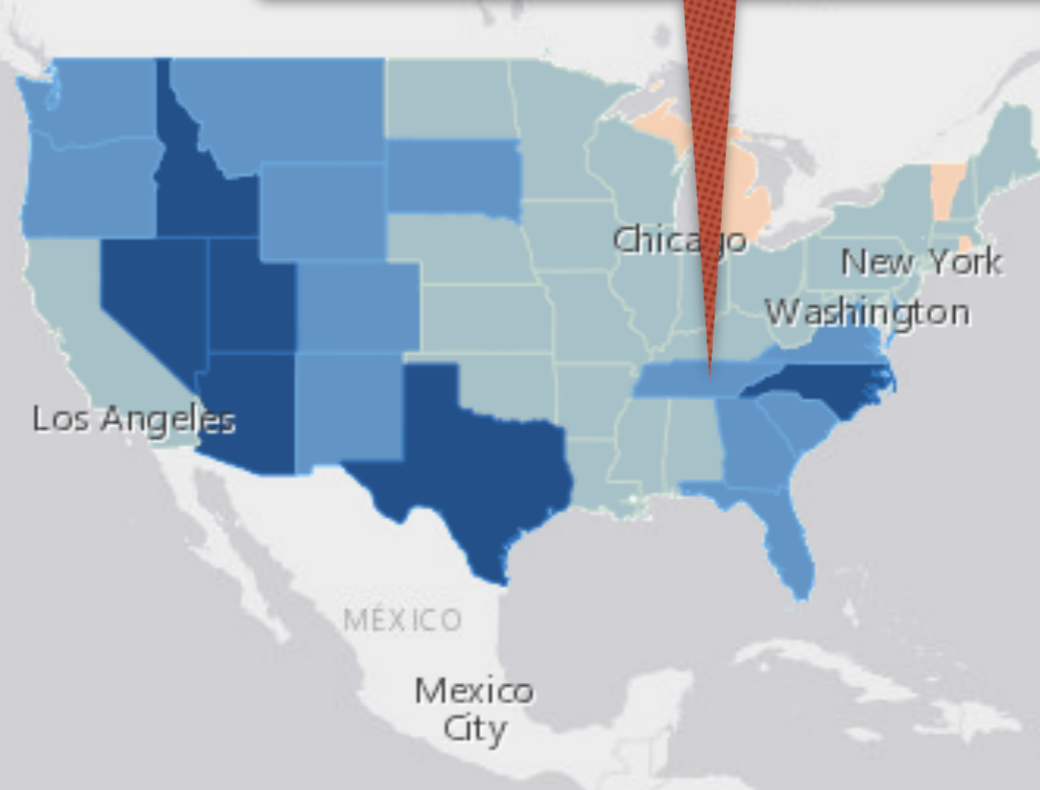 Chicago
New York
Washington
Los Angeles
MÉXICO
Mexico
City